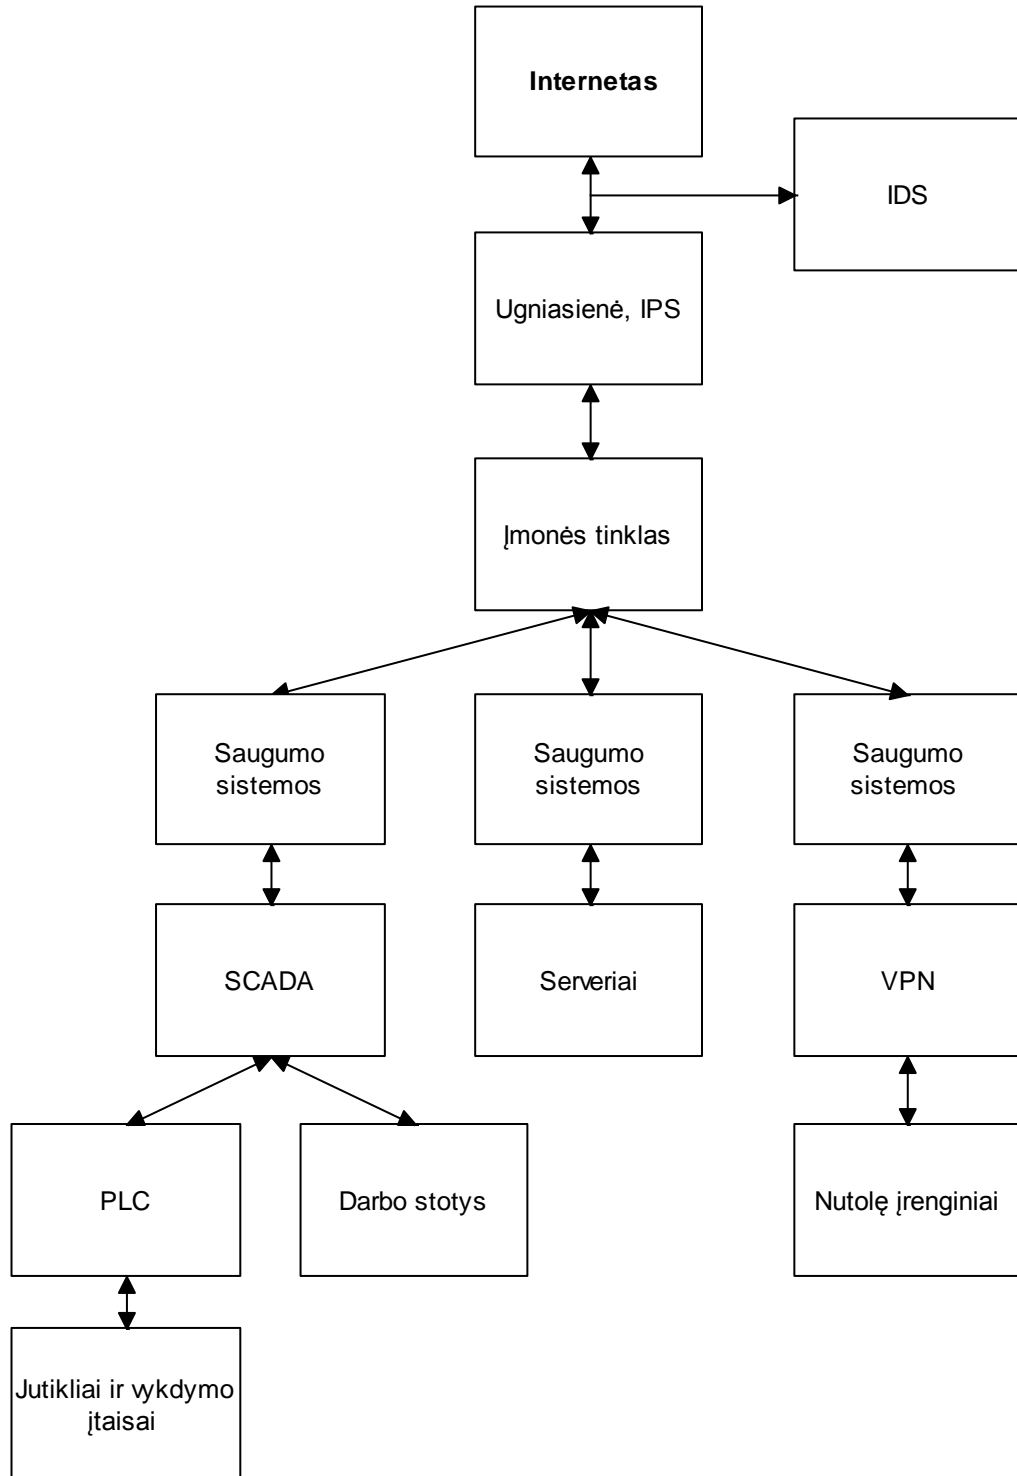 Internetas
IDS
Ugniasienė, IPS
Įmonės tinklas
Saugumo
sistemos
Saugumo
sistemos
Saugumo
sistemos
SCADA
Serveriai
VPN
PLC
Darbo stotys
Nutolę įrenginiai
Jutikliai ir vykdymo
įtaisai